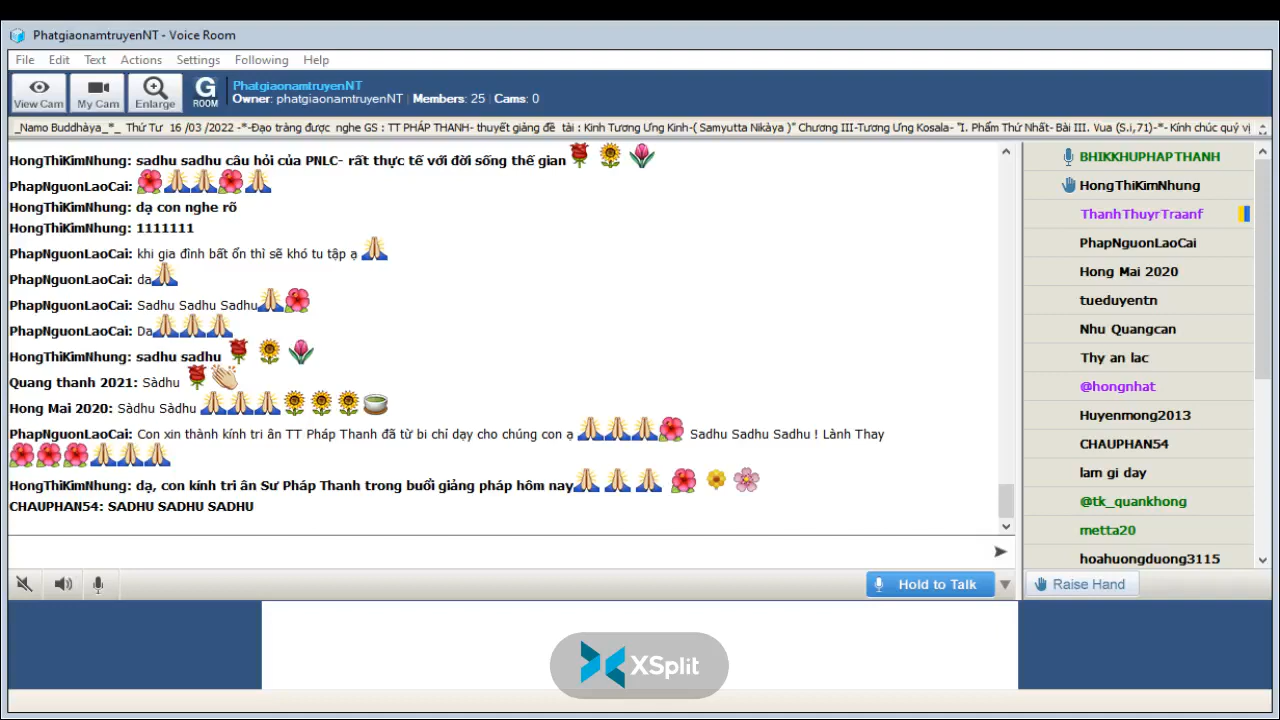 PhatgiaonamtruyenNT - Voice Room
File Edit Text Actions Settings Following Help
View Cam
My Cam
Enlarge
G
ROOM
PhatgiaonamtruyenNT
Owner: phatgiaonamtruyenNT | Members: 25 | Cams: 0
_Namo Buddhàya_*_ Thứ Tư 16 /03 /2022 -*-Đạo tràng được nghe GS : TT PHÁP THANH- thuyết giảng đề tài : Kinh Tương Ưng Kinh-( Samyutta Nikàya )" Chương III-Tương Ưng Kosala- "I. Phẩm Thứ Nhất- Bài III. Vua (S.i,71)-*- Kính chúc quý vị
HongThiKimNhung: sadhu sadhu câu hỏi của PNLC- rất thực tế với đời sống thế gian
PhapNguonLaoCai:
HongThiKimNhung: dạ con nghe rõ
HongThiKimNhung: 1111111
PhapNguonLaoCai: khi gia đình bất ổn thì sẽ khó tu tập ạ
PhapNguonLaoCai: da
PhapNguonLaoCai: Sadhu Sadhu Sadhu
PhapNguonLaoCai: Da
HongThiKimNhung: sadhu sadhu
Quang thanh 2021: Sàdhu
Hong Mai 2020: Sàdhu Sàdhu
PhapNguonLaoCai: Con xin thành kính tri ân TT Pháp Thanh đã từ bi chỉ dạy cho chúng con ạ Sadhu Sadhu Sadhu ! Lành Thay
HongThiKimNhung: dạ, con kính tri ân Sư Pháp Thanh trong buổi giảng pháp hôm nay
CHAUPHAN54: SADHU SADHU SADHU
BHIKKHUPHAPTHANH
HongThiKimNhung
ThanhThuyrTraanf
PhapNguonLaoCai
Hong Mai 2020
tueduyentn
Nhu Quangcan
Thy an lac
@hongnhat
Huyenmong2013
CHAUPHAN54
lam gi day
@tk_quankhong
metta20
hoahuongduong3115
Hold to Talk
Raise Hand
XSplit